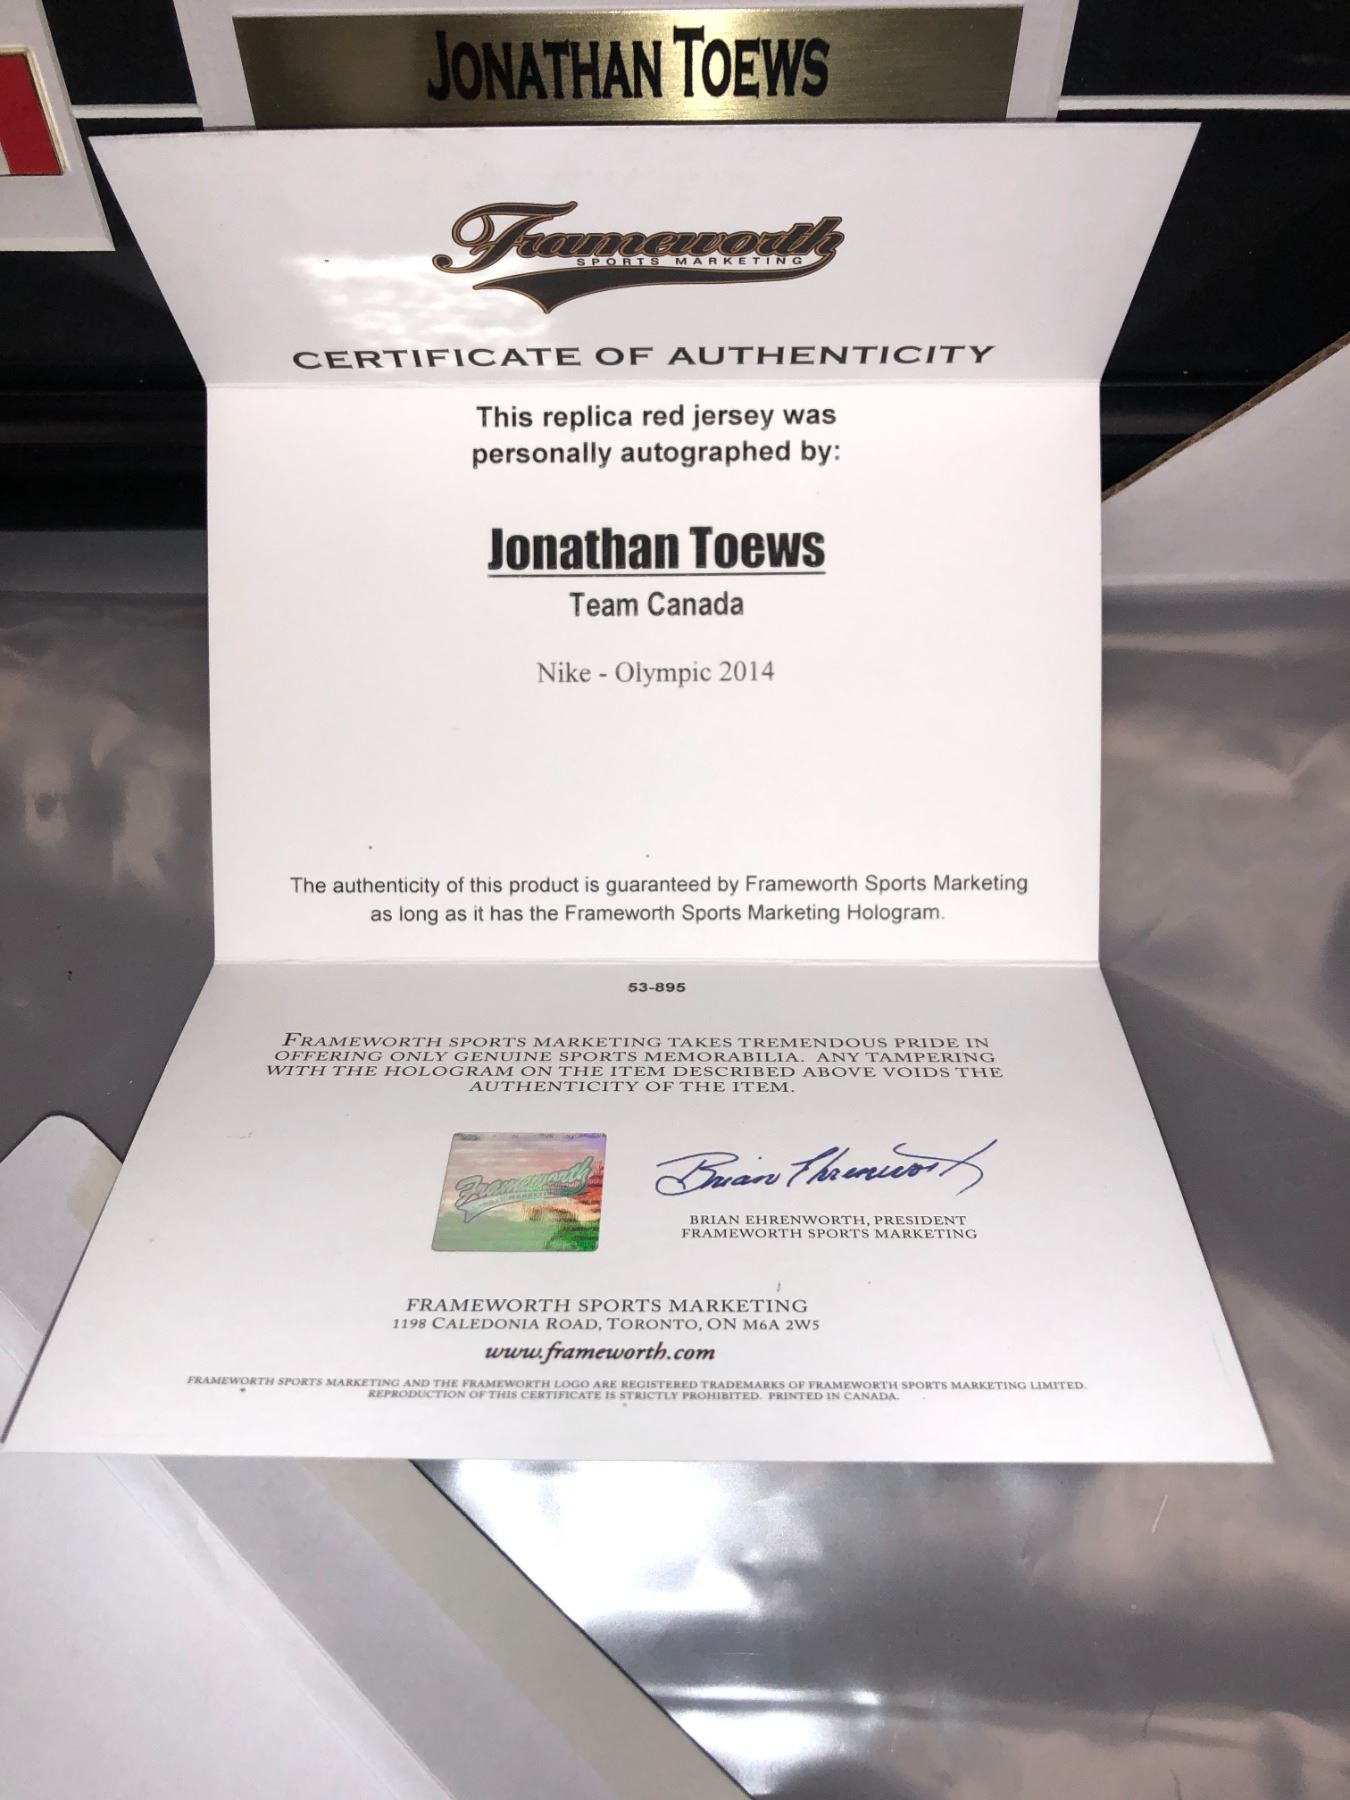 JONATHAN TOEWS
Frameworth
SPORTS MARKETING
CERTIFICATE OF AUTHENTICITY
This replica red jersey was
personally autographed by:
Jonathan Toews
Team Canada
Nike - Olympic 2014
The authenticity of this product is guaranteed by Frameworth Sports Marketing
as long as it has the Frameworth Sports Marketing Hologram.
53-895
FRAMEWORTH SPORTS MARKETING TAKES TREMENDOUS PRIDE IN
OFFERING ONLY GENUINE SPORTS MEMORABILIA. ANY TAMPERING
WITH THE HOLOGRAM ON THE ITEM DESCRIBED ABOVE VOIDS THE
AUTHENTICITY OF THE ITEM.
Frameworth
SPORTS MARKETING
Brian Ehrenworth
BRIAN EHRENWORTH, PRESIDENT
FRAMEWORTH SPORTS MARKETING
FRAMEWORTH SPORTS MARKETING
1198 CALEDONIA ROAD, TORONTO, ON M6A 2W5
www.frameworth.com
FRAMEWORTH SPORTS MARKETING AND THE FRAMEWORTH LOGO ARE REGISTERED TRADEMARKS OF FRAMEWORTH SPORTS MARKETING LIMITED.
REPRODUCTION OF THIS CERTIFICATE IS STRICTLY PROHIBITED. PRINTED IN CANADA.